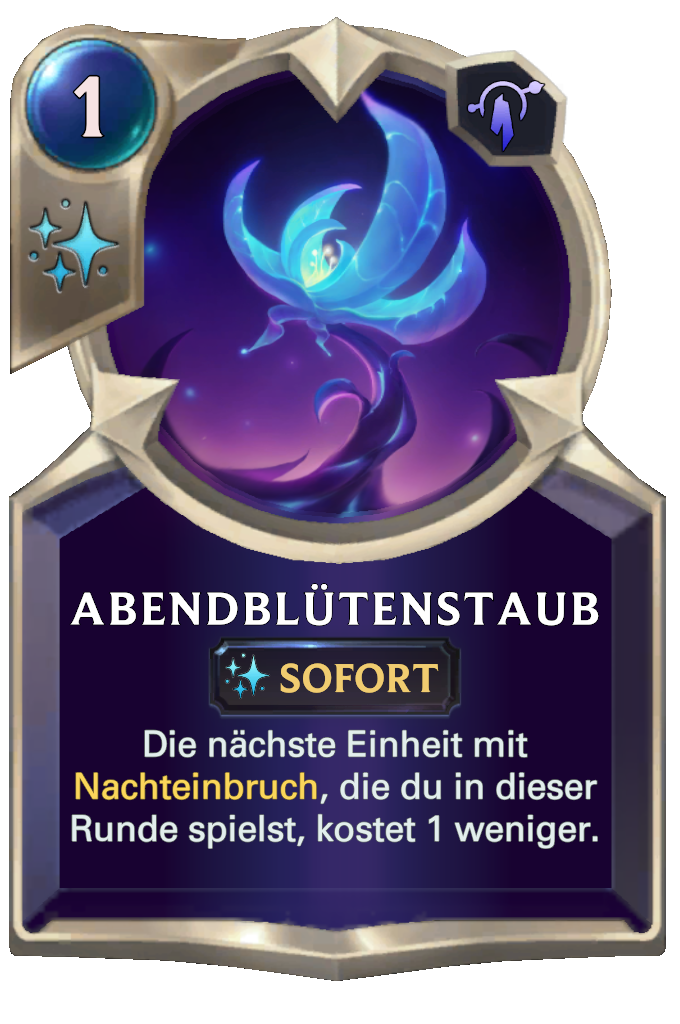 1
ABENDBLÜTENSTAUB
SOFORT
Die nächste Einheit mit
Nachteinbruch, die du in dieser
Runde spielst, kostet 1 weniger.